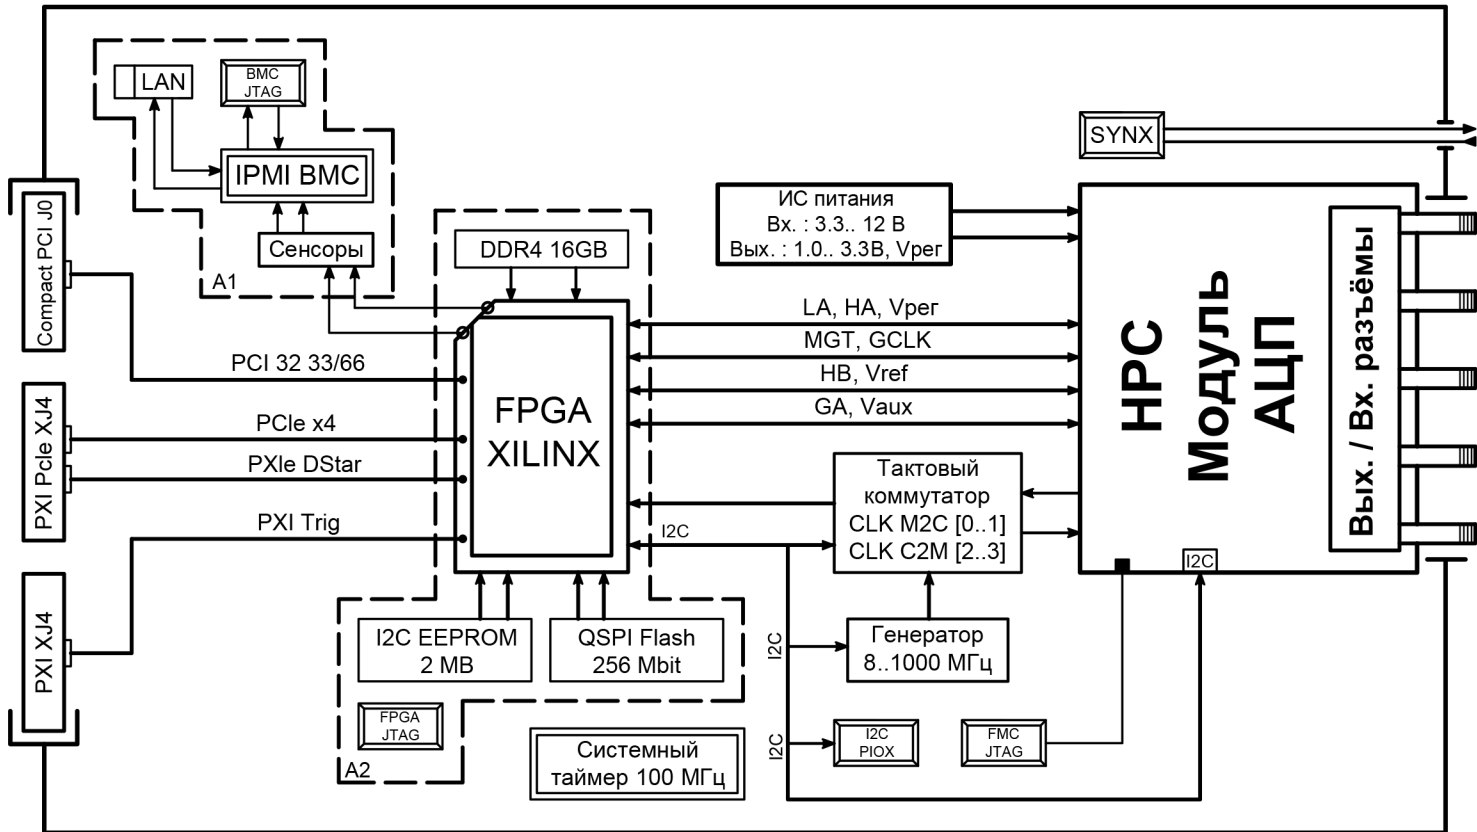 LAN
BMC
JTAG
IPMI BMC
Сенсоры
A1
SYNX
Compact PCI J0
PXI PcIe XJ4
PXI XJ4
PCI 32 33/66
PCIe x4
PXIe DStar
PXI Trig
DDR4 16GB
FPGA
XILINX
ИС питания
Вх. : 3.3.. 12 В
Вых. : 1.0.. 3.3В, Vрег
LA, HA, Vрег
MGT, GCLK
HB, Vref
GA, Vaux
I2C
Тактовый
коммутатор
CLK M2C [0..1]
CLK C2M [2..3]
HPC
Модуль
АЦП
Вых. / Вх. разъёмы
I2C
I2C EEPROM
2 MB
QSPI Flash
256 Mbit
FPGA
JTAG
A2
Системный
таймер 100 МГц
I2C
Генератор
8..1000 МГц
I2C
I2C
PIOX
FMC
JTAG